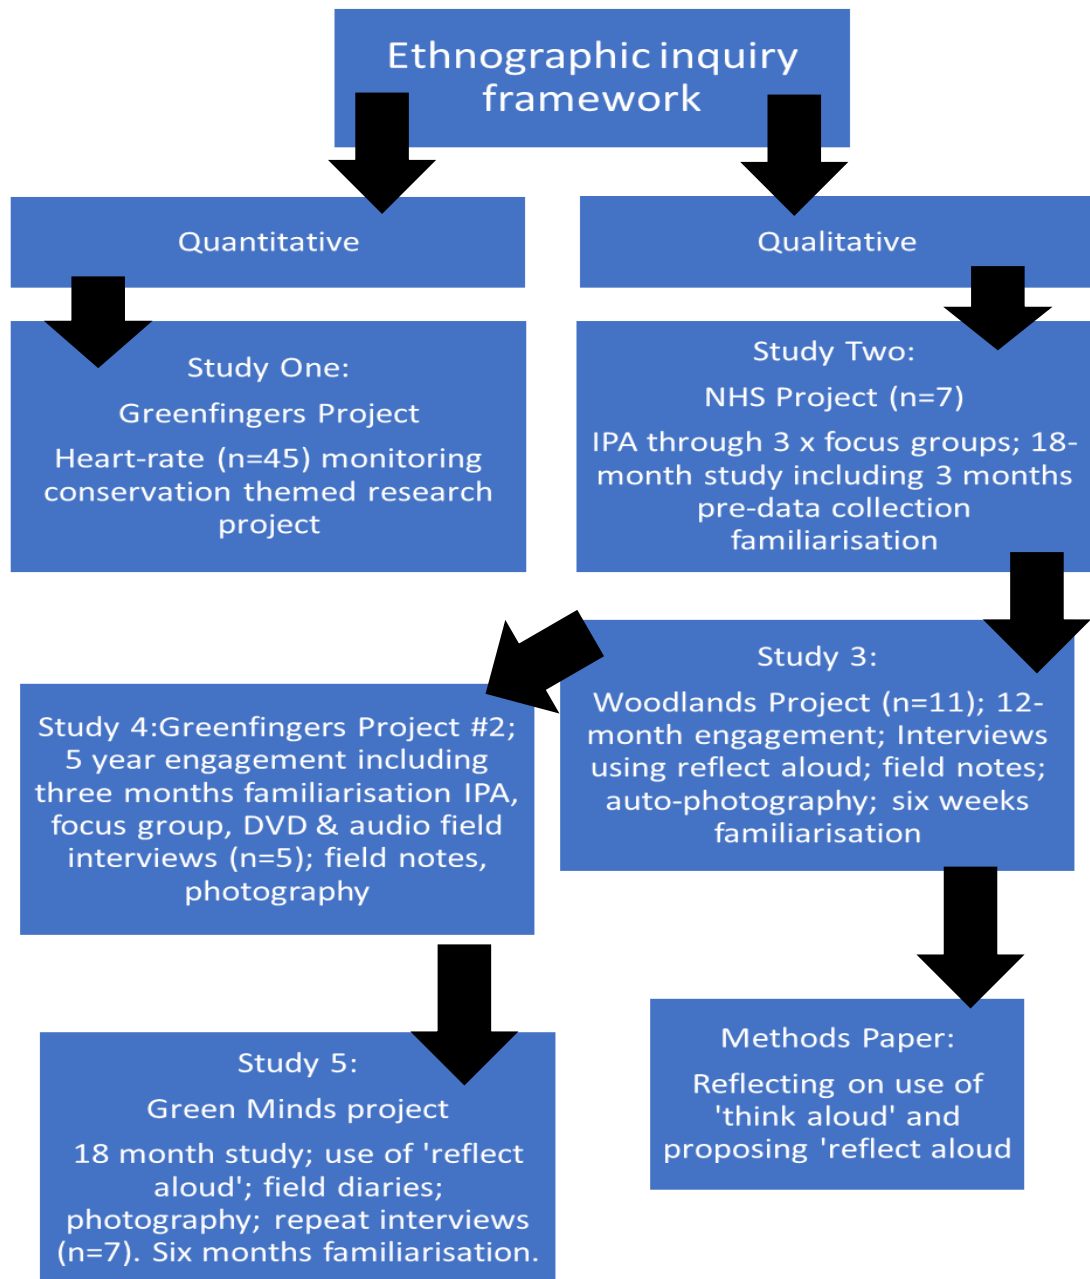 Ethnographic inquiry
framework
Quantitative
Qualitative
Study One:
Greenfingers Project
Heart-rate (n=45) monitoring
conservation themed research
project
Study Two:
NHS Project (n=7)
IPA through 3 x focus groups; 18-
month study including 3 months
pre-data collection
familiarisation
Study 3:
Woodlands Project (n=11); 12-
month engagement; Interviews
using reflect aloud; field notes;
auto-photography; six weeks
familiarisation
Study 4:Greenfingers Project #2;
5 year engagement including
three months familiarisation IPA,
focus group, DVD & audio field
interviews (n=5); field notes,
photography
Study 5:
Green Minds project
18 month study; use of 'reflect
aloud'; field diaries;
photography; repeat interviews
(n=7). Six months familiarisation.
Methods Paper:
Reflecting on use of
'think aloud' and
proposing 'reflect aloud